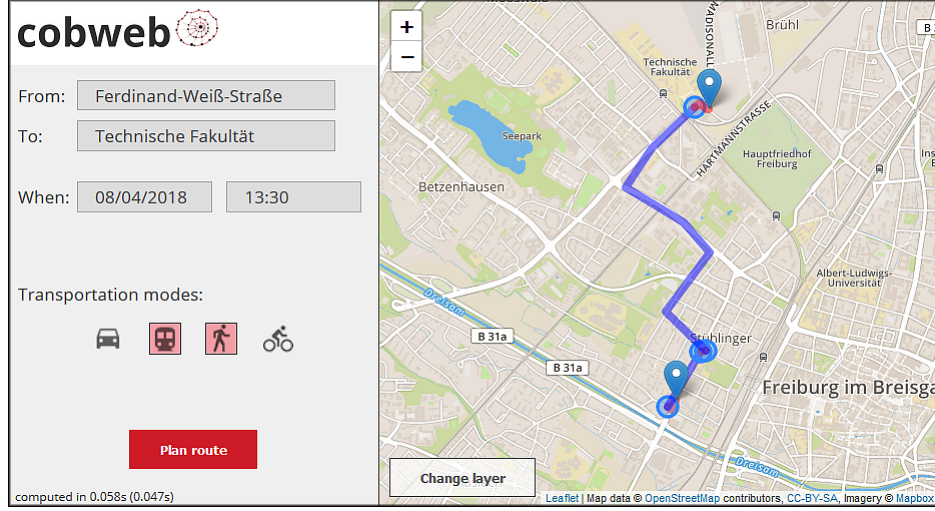 cobweb
From: Ferdinand-Weiß-Straße
To: Technische Fakultät
When: 08/04/2018 13:30
Transportation modes:
Plan route
computed in 0.058s (0.047s)
+
−
MADISONALL
Brühl
B
Technische
Fakultät
Seepark
HARTMANNSTRASSE
Hauptfriedhof
Freiburg
Ins
Betzenhausen
Albert-Ludwigs-
Universität
Dreisam
B 31a
Stühlinger
B 31a
Freiburg im Breisga
Dreisam
Change layer
Leaflet | Map data © OpenStreetMap contributors, CC-BY-SA, Imagery © Mapbox